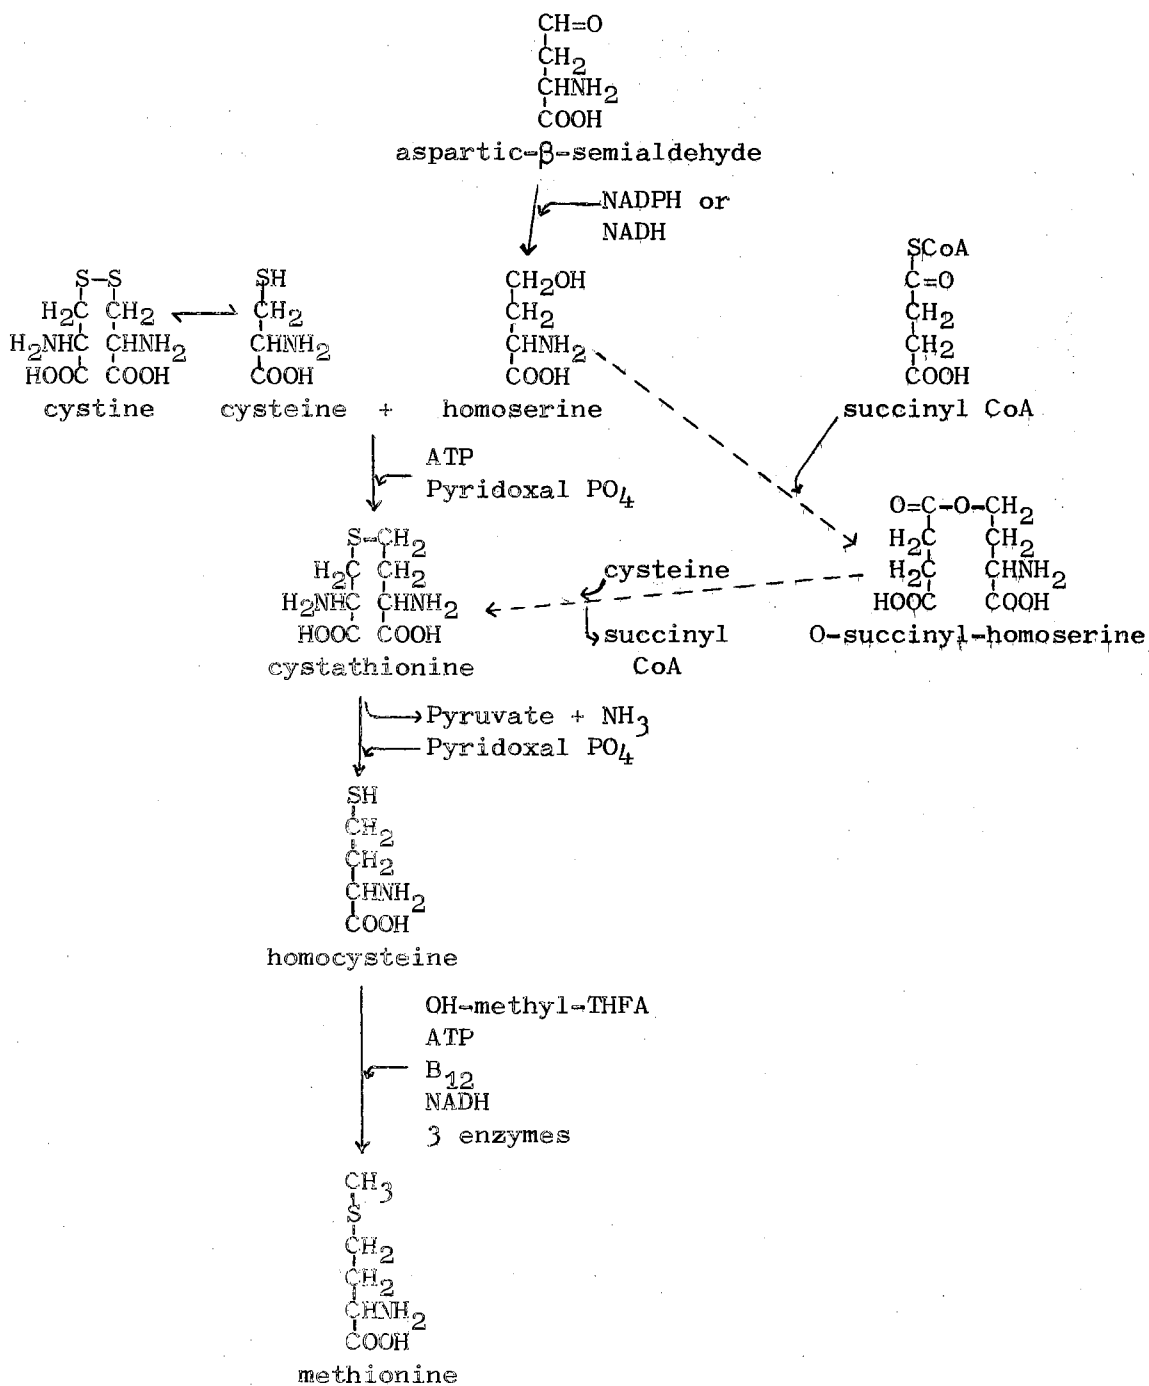 CH=O
CH2
CHNH2
COOH
aspartic-β-semialdehyde
NADPH or
NADH
S-S
H2C CH2
H2NHC CHNH2
HOOC COOH
cystine
SH
CH2
CHNH2
COOH
cysteine +
CH2OH
CH2
CHNH2
COOH
homoserine
SCoA
C=O
CH2
CH2
COOH
succinyl CoA
ATP
Pyridoxal PO4
O=C-O-CH2
H2C CH2
H2C CHNH2
HOOC COOH
O-succinyl-homoserine
S-CH2
H2C CH2
H2NHC CHNH2
HOOC COOH
cystathionine
cysteine
succinyl
CoA
Pyruvate + NH3
Pyridoxal PO4
SH
CH2
CH2
CHNH2
COOH
homocysteine
OH-methyl-THFA
ATP
B12
NADH
3 enzymes
CH3
S
CH2
CH2
CHNH2
COOH
methionine